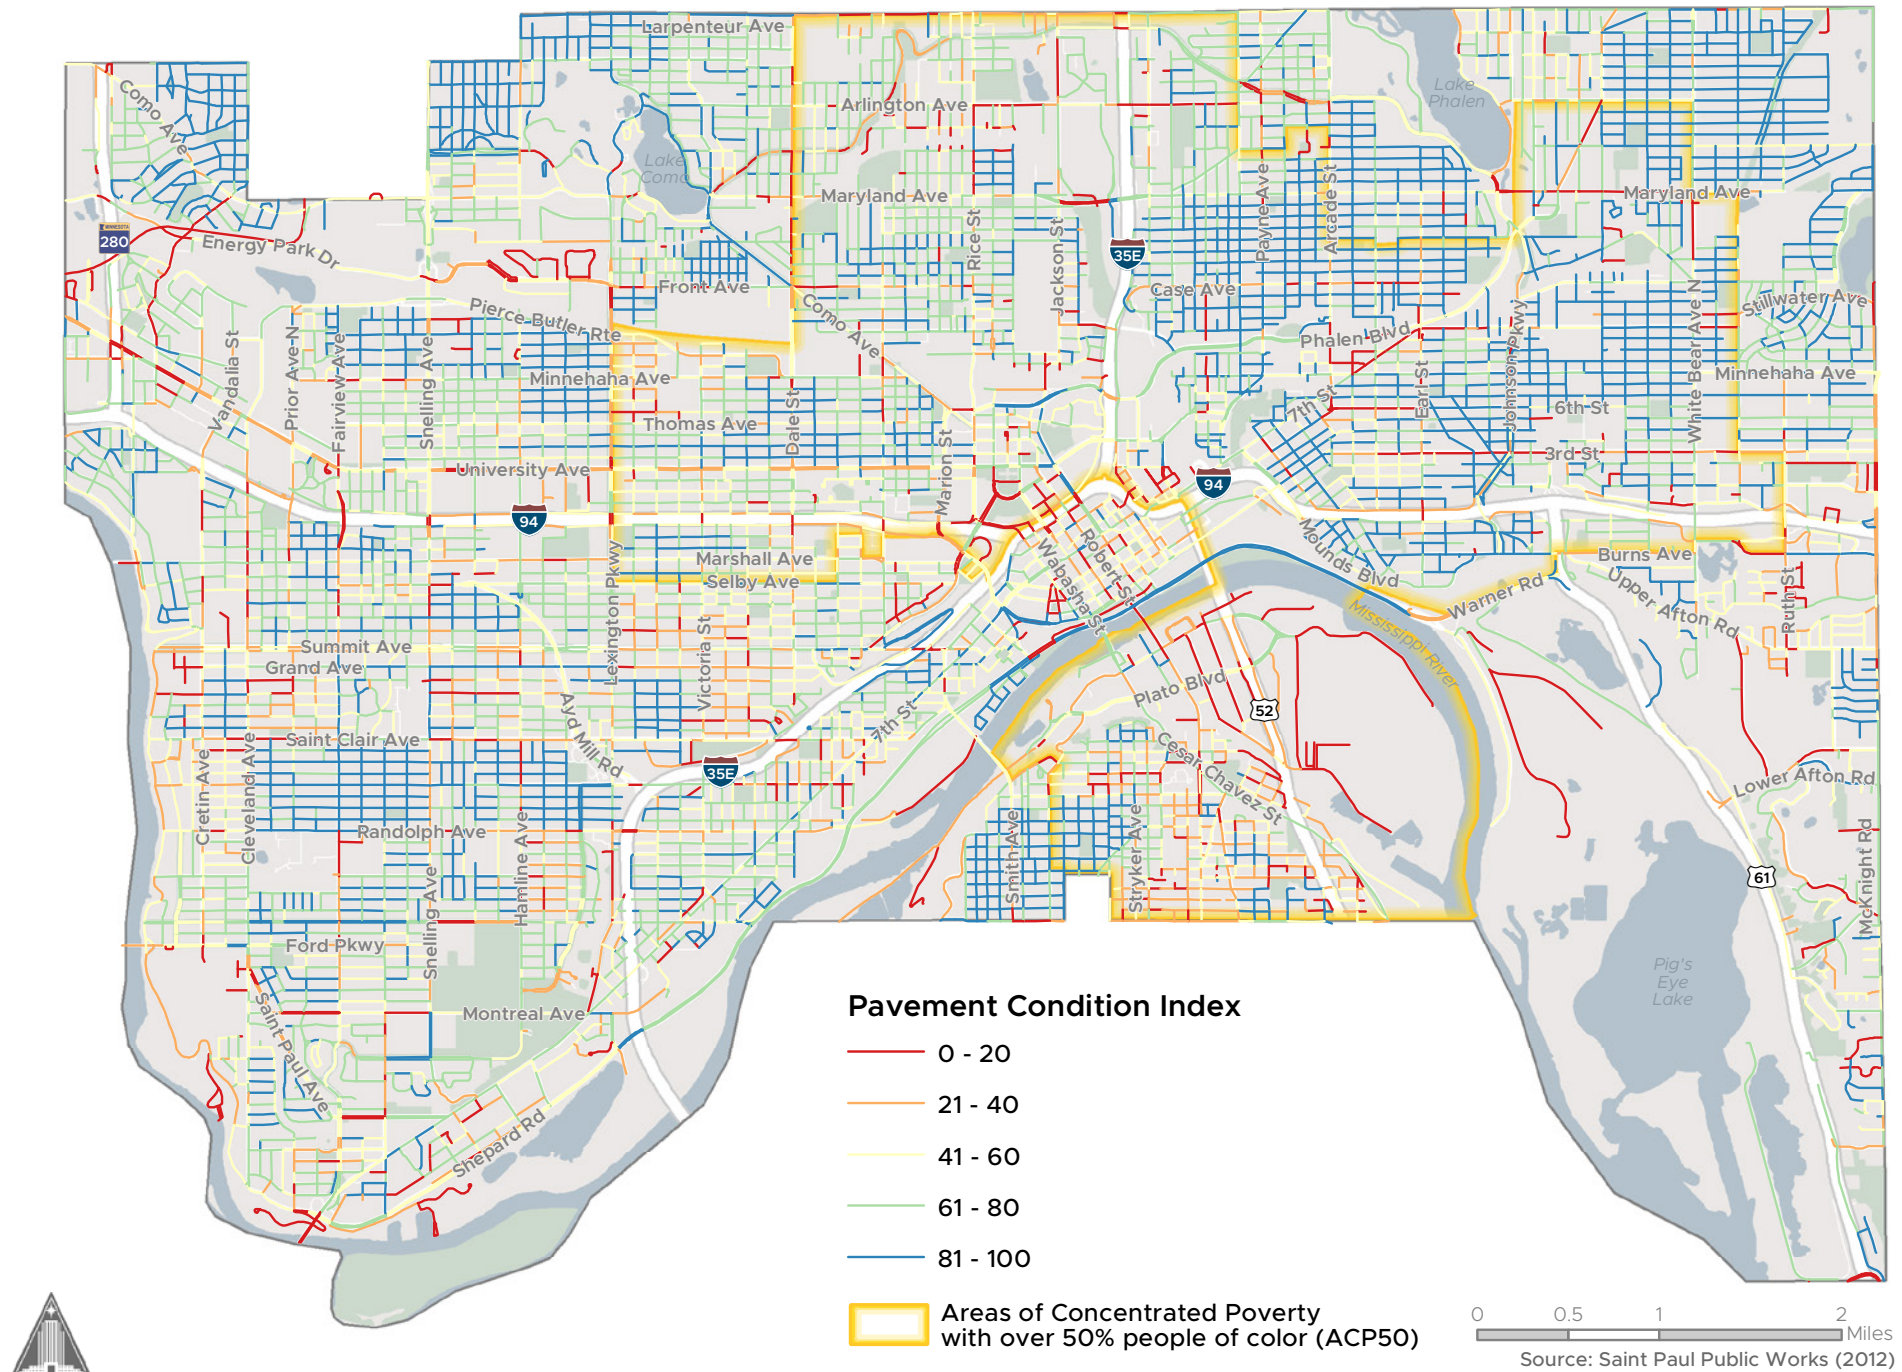 Larpenteur Ave
Como Ave
Arlington Ave
Lake
Phalen
Lake
Como
Maryland Ave
Maryland Ave
MINNESOTA
280
Energy Park Dr
Rice St
Jackson St
35E
Payne Ave
Arcade St
Front Ave
Case Ave
Pierce Butler Rte
Como Ave
Stillwater Ave
Phalen Blvd
Vandalia St
Prior Ave N
Fairview Ave
Snelling Ave
Minnehaha Ave
Earl St
Johnson Pkwy
White Bear Ave N
Minnehaha Ave
Thomas Ave
Dale St
7th St
6th St
University Ave
Marion St
3rd St
94
94
Marshall Ave
Selby Ave
Wabasha St
Robert St
Mounds Blvd
Burns Ave
Warner Rd
Upper Afton Rd
Ruth St
Mississippi River
Lexington Pkwy
Victoria St
Summit Ave
Grand Ave
Ayd Mill Rd
Plato Blvd
52
7th St
Saint Clair Ave
35E
Cesar Chavez St
Lower Afton Rd
Cretin Ave
Cleveland Ave
Randolph Ave
Hamline Ave
Snelling Ave
Smith Ave
Stryker Ave
61
McKnight Rd
Ford Pkwy
Pig's
Eye
Lake
Saint Paul Ave
Montreal Ave
Shepard Rd
Pavement Condition Index
0 - 20
21 - 40
41 - 60
61 - 80
81 - 100
Areas of Concentrated Poverty
with over 50% people of color (ACP50)
0 0.5 1 2
Miles
Source: Saint Paul Public Works (2012)